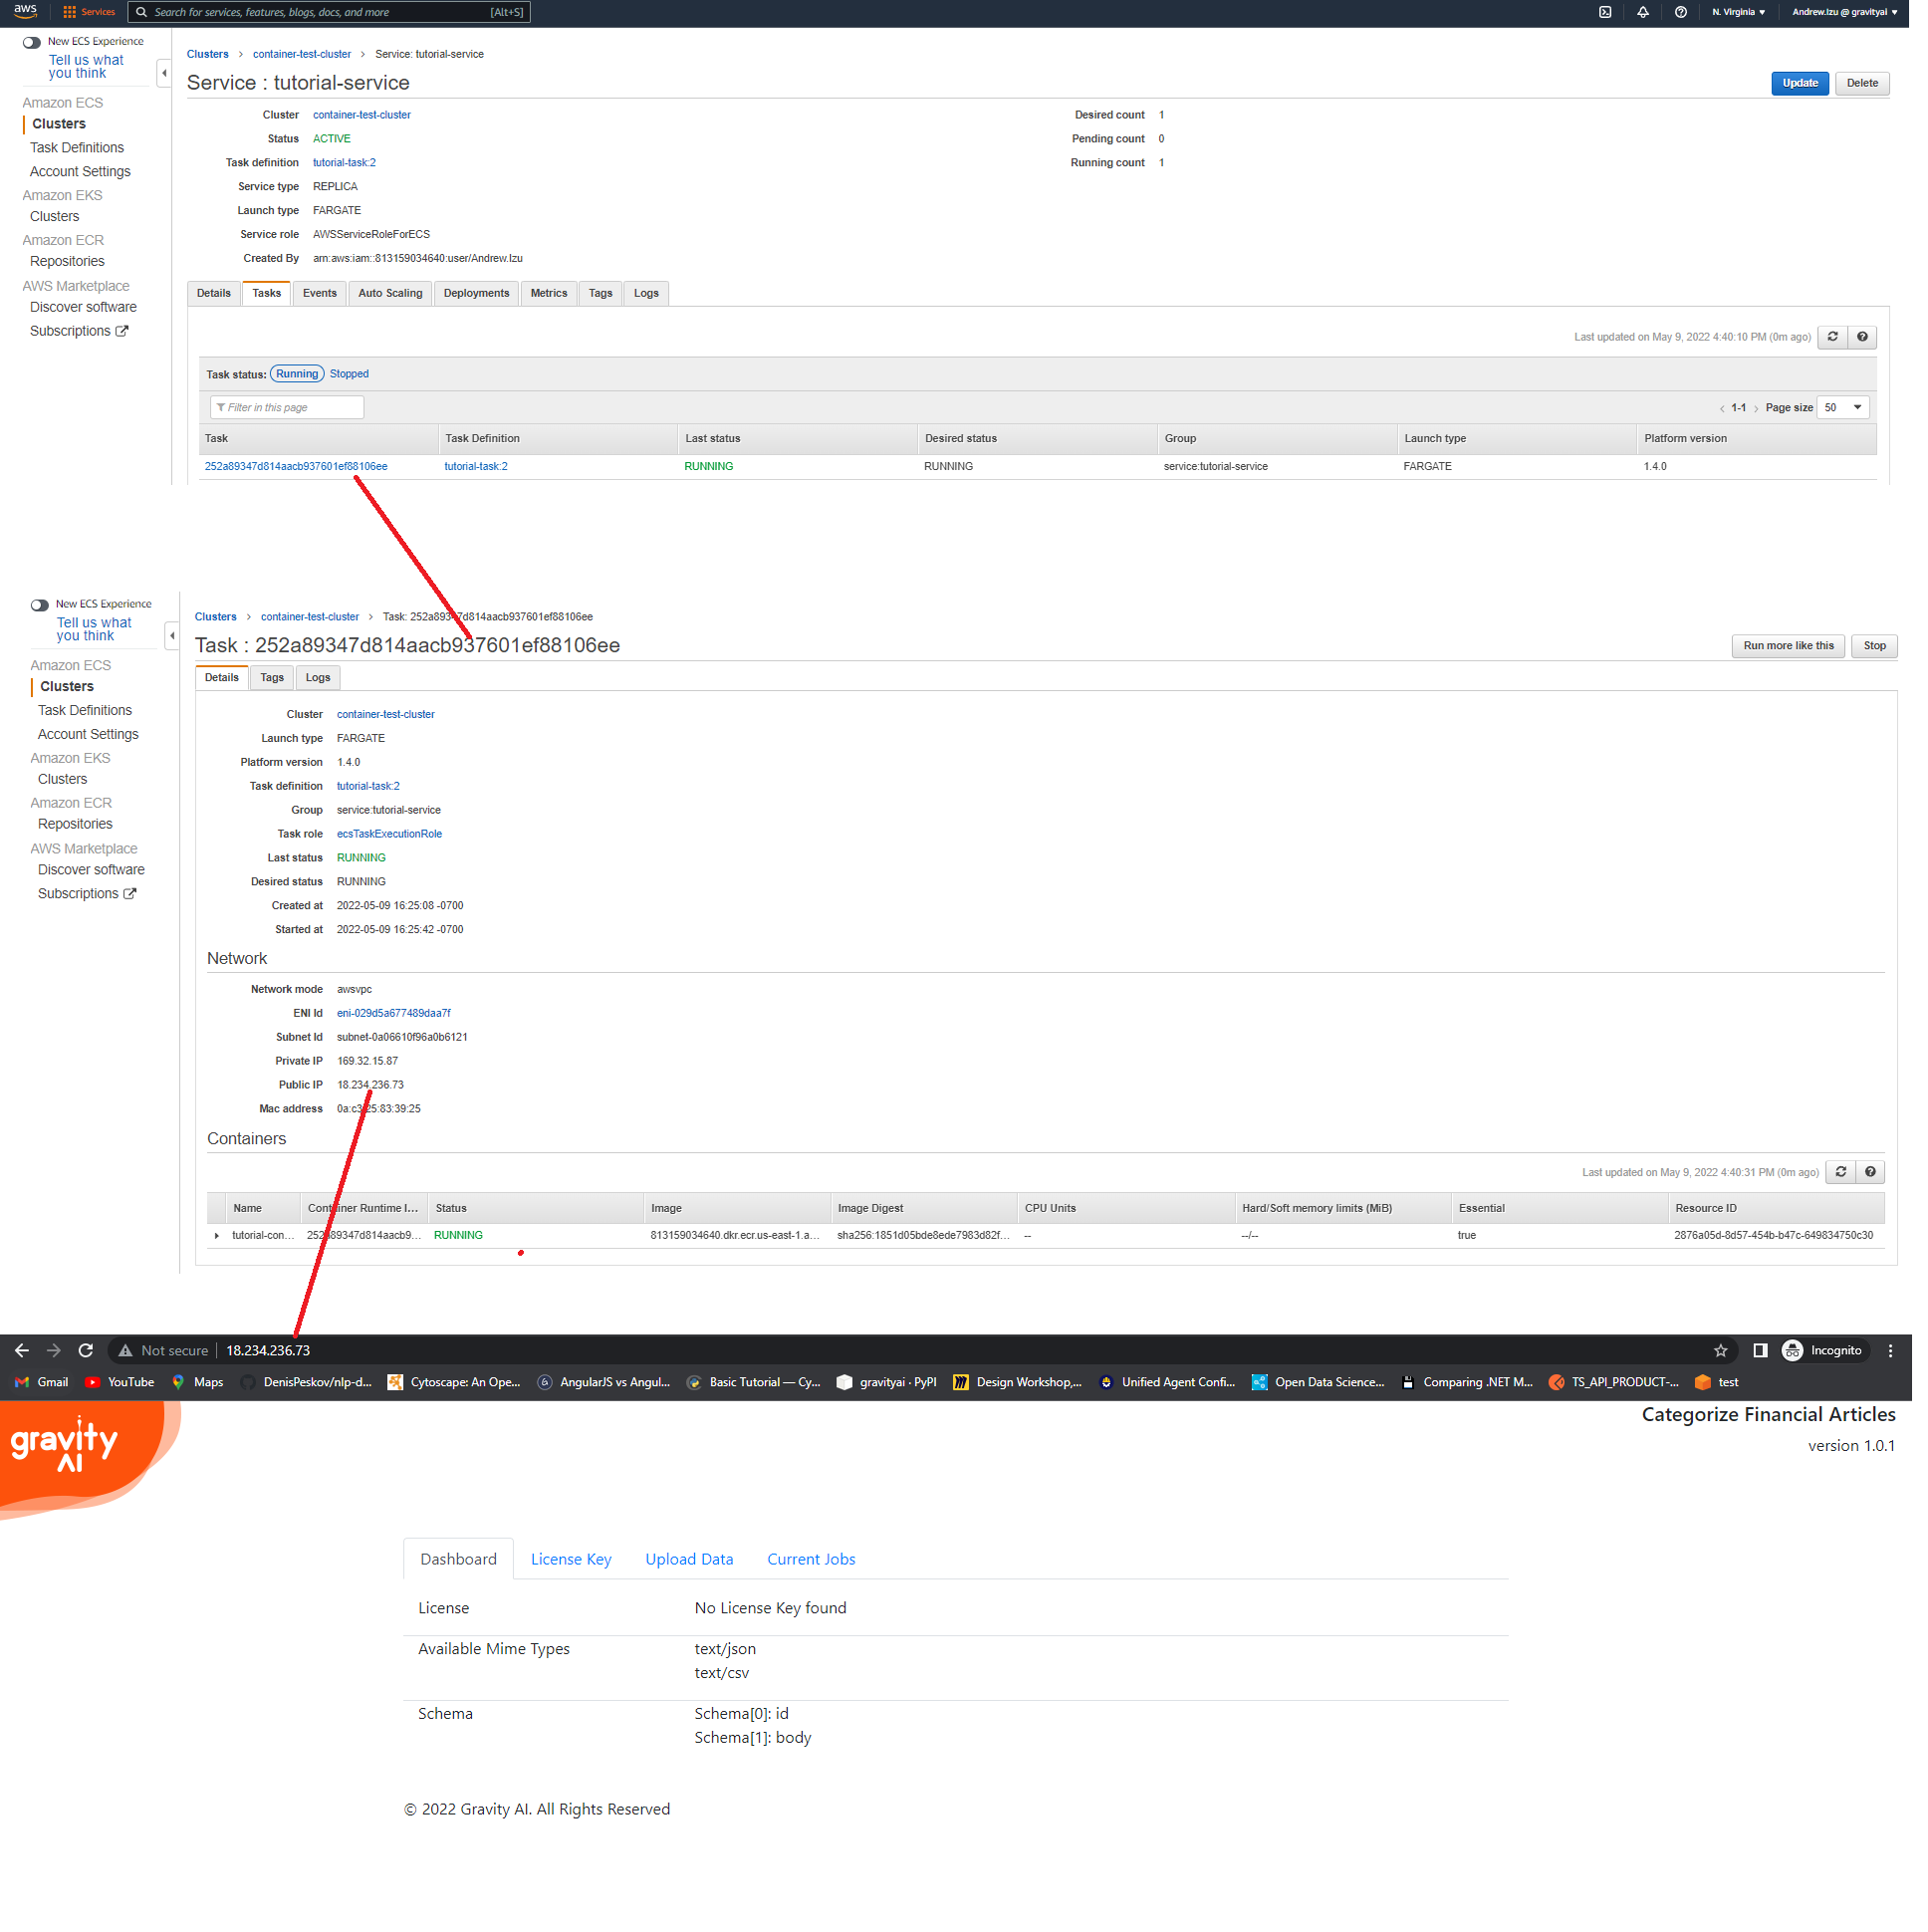 aws Services Search for services, features, blogs, docs, and more [Alt+S] N. Virginia Andrew.Izu @ gravityai
New ECS Experience
Tell us what you think
Amazon ECS
Clusters
Task Definitions
Account Settings
Amazon EKS
Clusters
Amazon ECR
Repositories
AWS Marketplace
Discover software
Subscriptions
Clusters > container-test-cluster > Service: tutorial-service
Service : tutorial-service
Update Delete
Cluster container-test-cluster
Status ACTIVE
Task definition tutorial-task:2
Service type REPLICA
Launch type FARGATE
Service role AWSServiceRoleForECS
Created By arn:aws:iam::813159034640:user/Andrew.Izu
Desired count 1
Pending count 0
Running count 1
Details Tasks Events Auto Scaling Deployments Metrics Tags Logs
Last updated on May 9, 2022 4:40:10 PM (0m ago)
Task status: Running Stopped
Filter in this page < 1-1 > Page size 50
Task Task Definition Last status Desired status Group Launch type Platform version
252a89347d814aacb937601ef88106ee tutorial-task:2 RUNNING RUNNING service:tutorial-service FARGATE 1.4.0
New ECS Experience
Tell us what you think
Amazon ECS
Clusters
Task Definitions
Account Settings
Amazon EKS
Clusters
Amazon ECR
Repositories
AWS Marketplace
Discover software
Subscriptions
Clusters > container-test-cluster > Task: 252a89347d814aacb937601ef88106ee
Task : 252a89347d814aacb937601ef88106ee
Run more like this Stop
Details Tags Logs
Cluster container-test-cluster
Launch type FARGATE
Platform version 1.4.0
Task definition tutorial-task:2
Group service:tutorial-service
Task role ecsTaskExecutionRole
Last status RUNNING
Desired status RUNNING
Created at 2022-05-09 16:25:08 -0700
Started at 2022-05-09 16:25:42 -0700
Network
Network mode awsvpc
ENI Id eni-029d5a677489daa7f
Subnet Id subnet-0a06610f96a0b6121
Private IP 169.32.15.87
Public IP 18.234.236.73
Mac address 0a:c3:25:83:39:25
Containers
Last updated on May 9, 2022 4:40:31 PM (0m ago)
Name Container Runtime I... Status Image Image Digest CPU Units Hard/Soft memory limits (MiB) Essential Resource ID
tutorial-con... 252a89347d814aacb9... RUNNING 813159034640.dkr.ecr.us-east-1.a... sha256:1851d05bde8ede7983d82f... -- --/-- true 2876a05d-8d57-454b-b47c-649834750c30
Not secure 18.234.236.73 Incognito
Gmail YouTube Maps DenisPeskov/nlp-d... Cytoscape: An Ope... AngularJS vs Angul... Basic Tutorial — Cy... gravityai · PyPI Design Workshop,... Unified Agent Confi... Open Data Science... Comparing .NET M... TS_API_PRODUCT-... test
gravity
AI
Categorize Financial Articles
version 1.0.1
Dashboard License Key Upload Data Current Jobs
License No License Key found
Available Mime Types text/json
text/csv
Schema Schema[0]: id
Schema[1]: body
© 2022 Gravity AI. All Rights Reserved